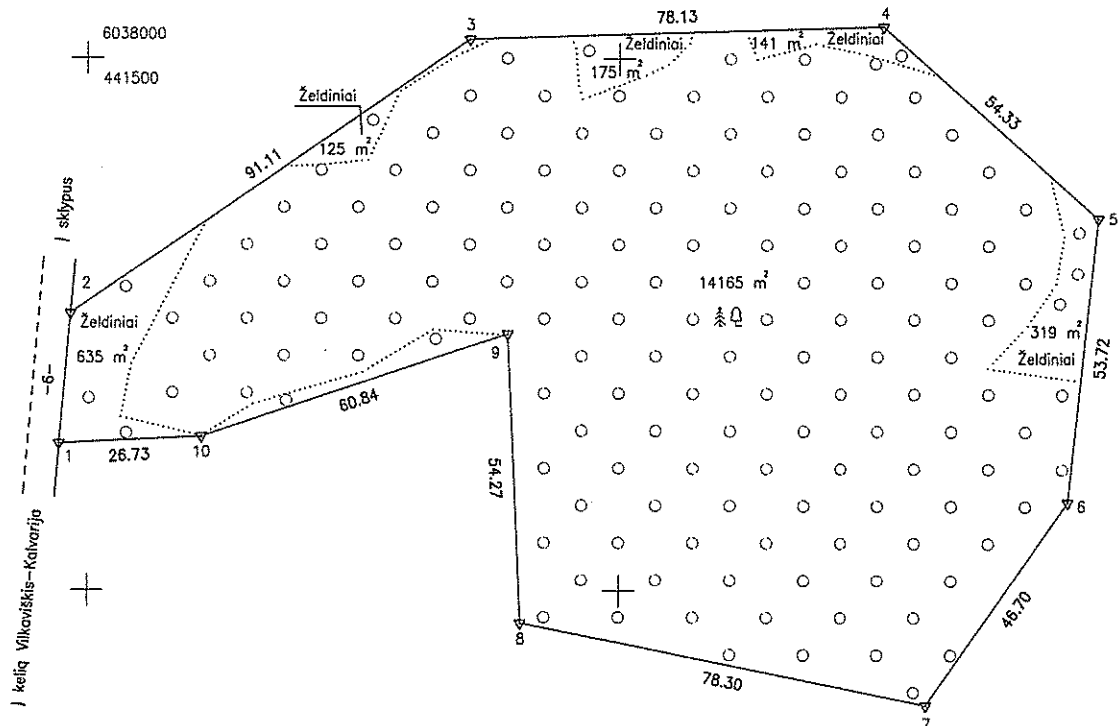 3
78.13
4
6038000
441500
Želdiniai
175 m²
141 m²
Želdiniai
Želdiniai
125 m²
54.33
91.11
Į sklypus
5
2
14165 m²
Želdiniai
635 m²
319 m²
Želdiniai
9
-9-
53.72
60.84
1
26.73
10
54.27
6
Į kelią Vilkaviškis-Kalvarija
46.70
8
78.30
7